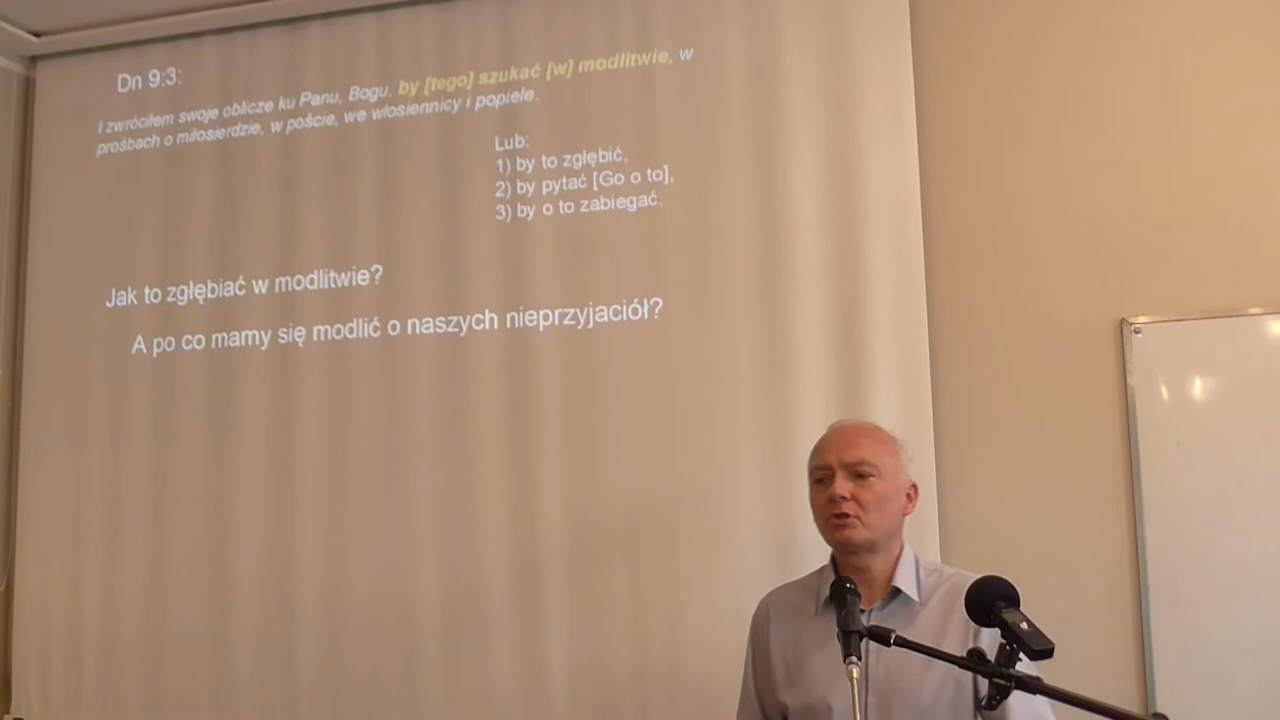 Dn 9:3:
I zwróciłem swoje oblicze ku Panu, Bogu, by [tego] szukać [w] modlitwie, w
prośbach o miłosierdzie, w poście, we włosiennicy i popiele.
Lub:
1) by to zgłębić,
2) by pytać [Go o to],
3) by o to zabiegać.
Jak to zgłębiać w modlitwie?
A po co mamy się modlić o naszych nieprzyjaciół?